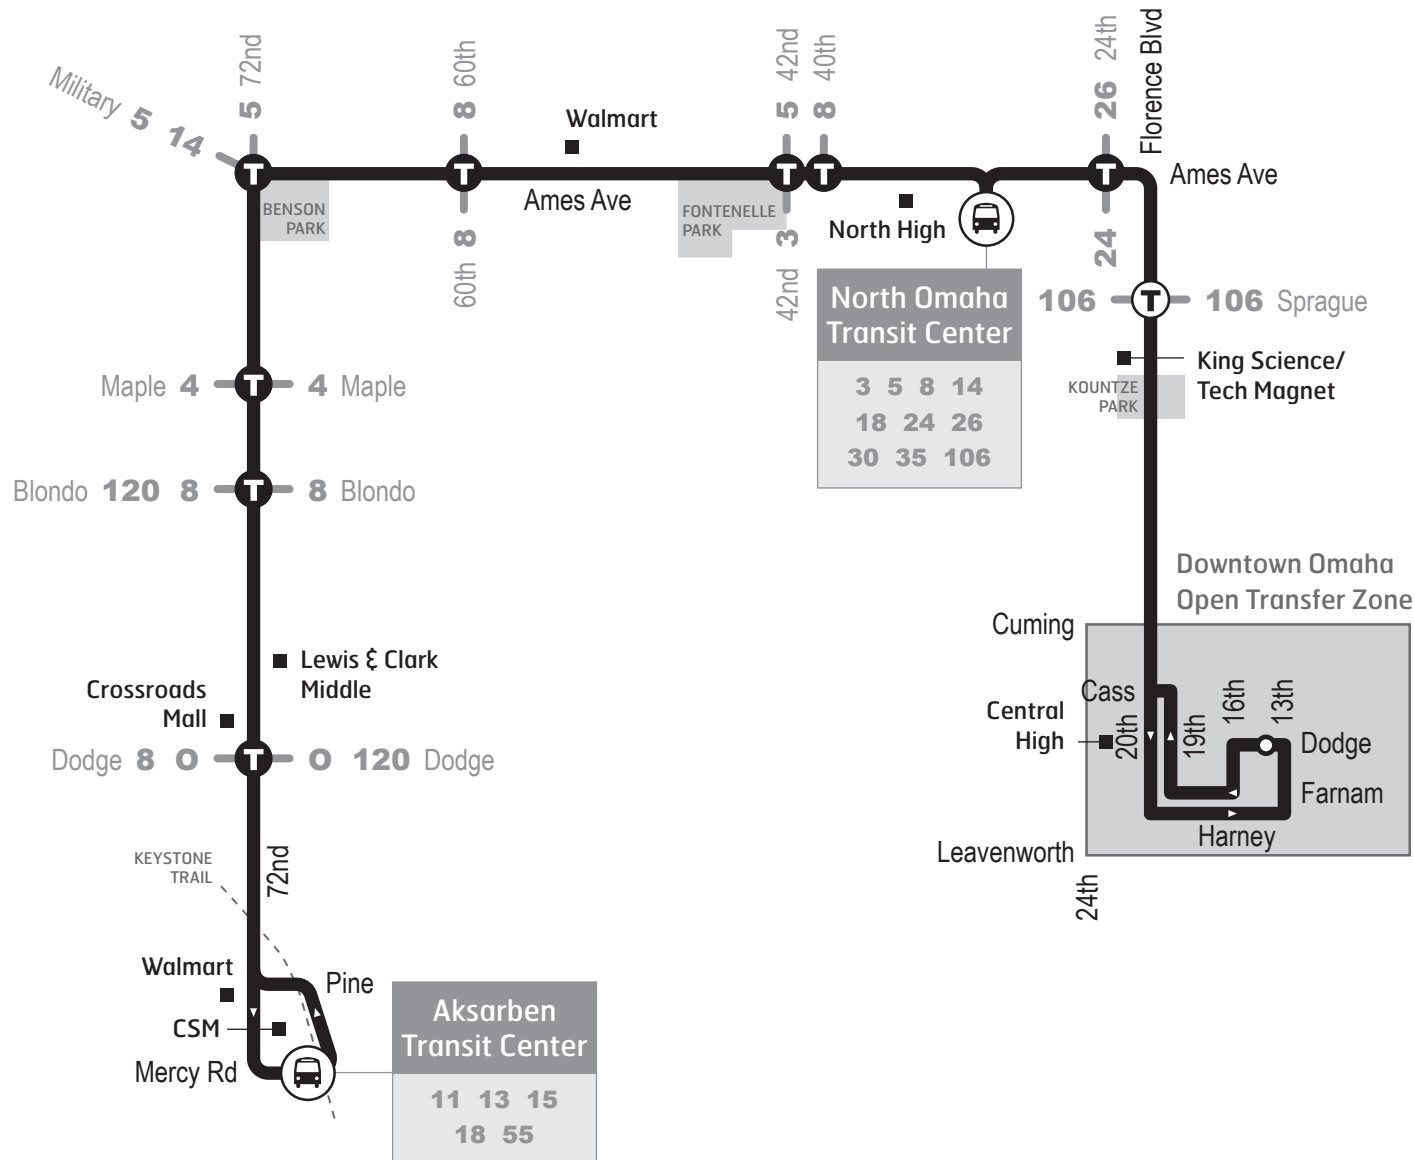 Military 5 14
5 72nd
8 60th
Walmart
5 42nd
8 40th
26 24th
Florence Blvd
T
T
T
T
T
Ames Ave
Ames Ave
BENSON
PARK
FONTENELLE
PARK
North High
60th 8
42nd 3
24
North Omaha
Transit Center
3 5 8 14
18 24 26
30 35 106
106 T 106 Sprague
King Science/
Tech Magnet
KOUNTZE
PARK
Maple 4 T 4 Maple
Blondo 120 8 T 8 Blondo
Downtown Omaha
Open Transfer Zone
Cuming
Lewis & Clark
Middle
Crossroads
Mall
Cass
Central
High
20th
19th
16th
13th
Dodge
Dodge 8 O T O 120 Dodge
Farnam
Harney
Leavenworth
24th
KEYSTONE
TRAIL
72nd
Walmart
Pine
CSM
Mercy Rd
Aksarben
Transit Center
11 13 15
18 55